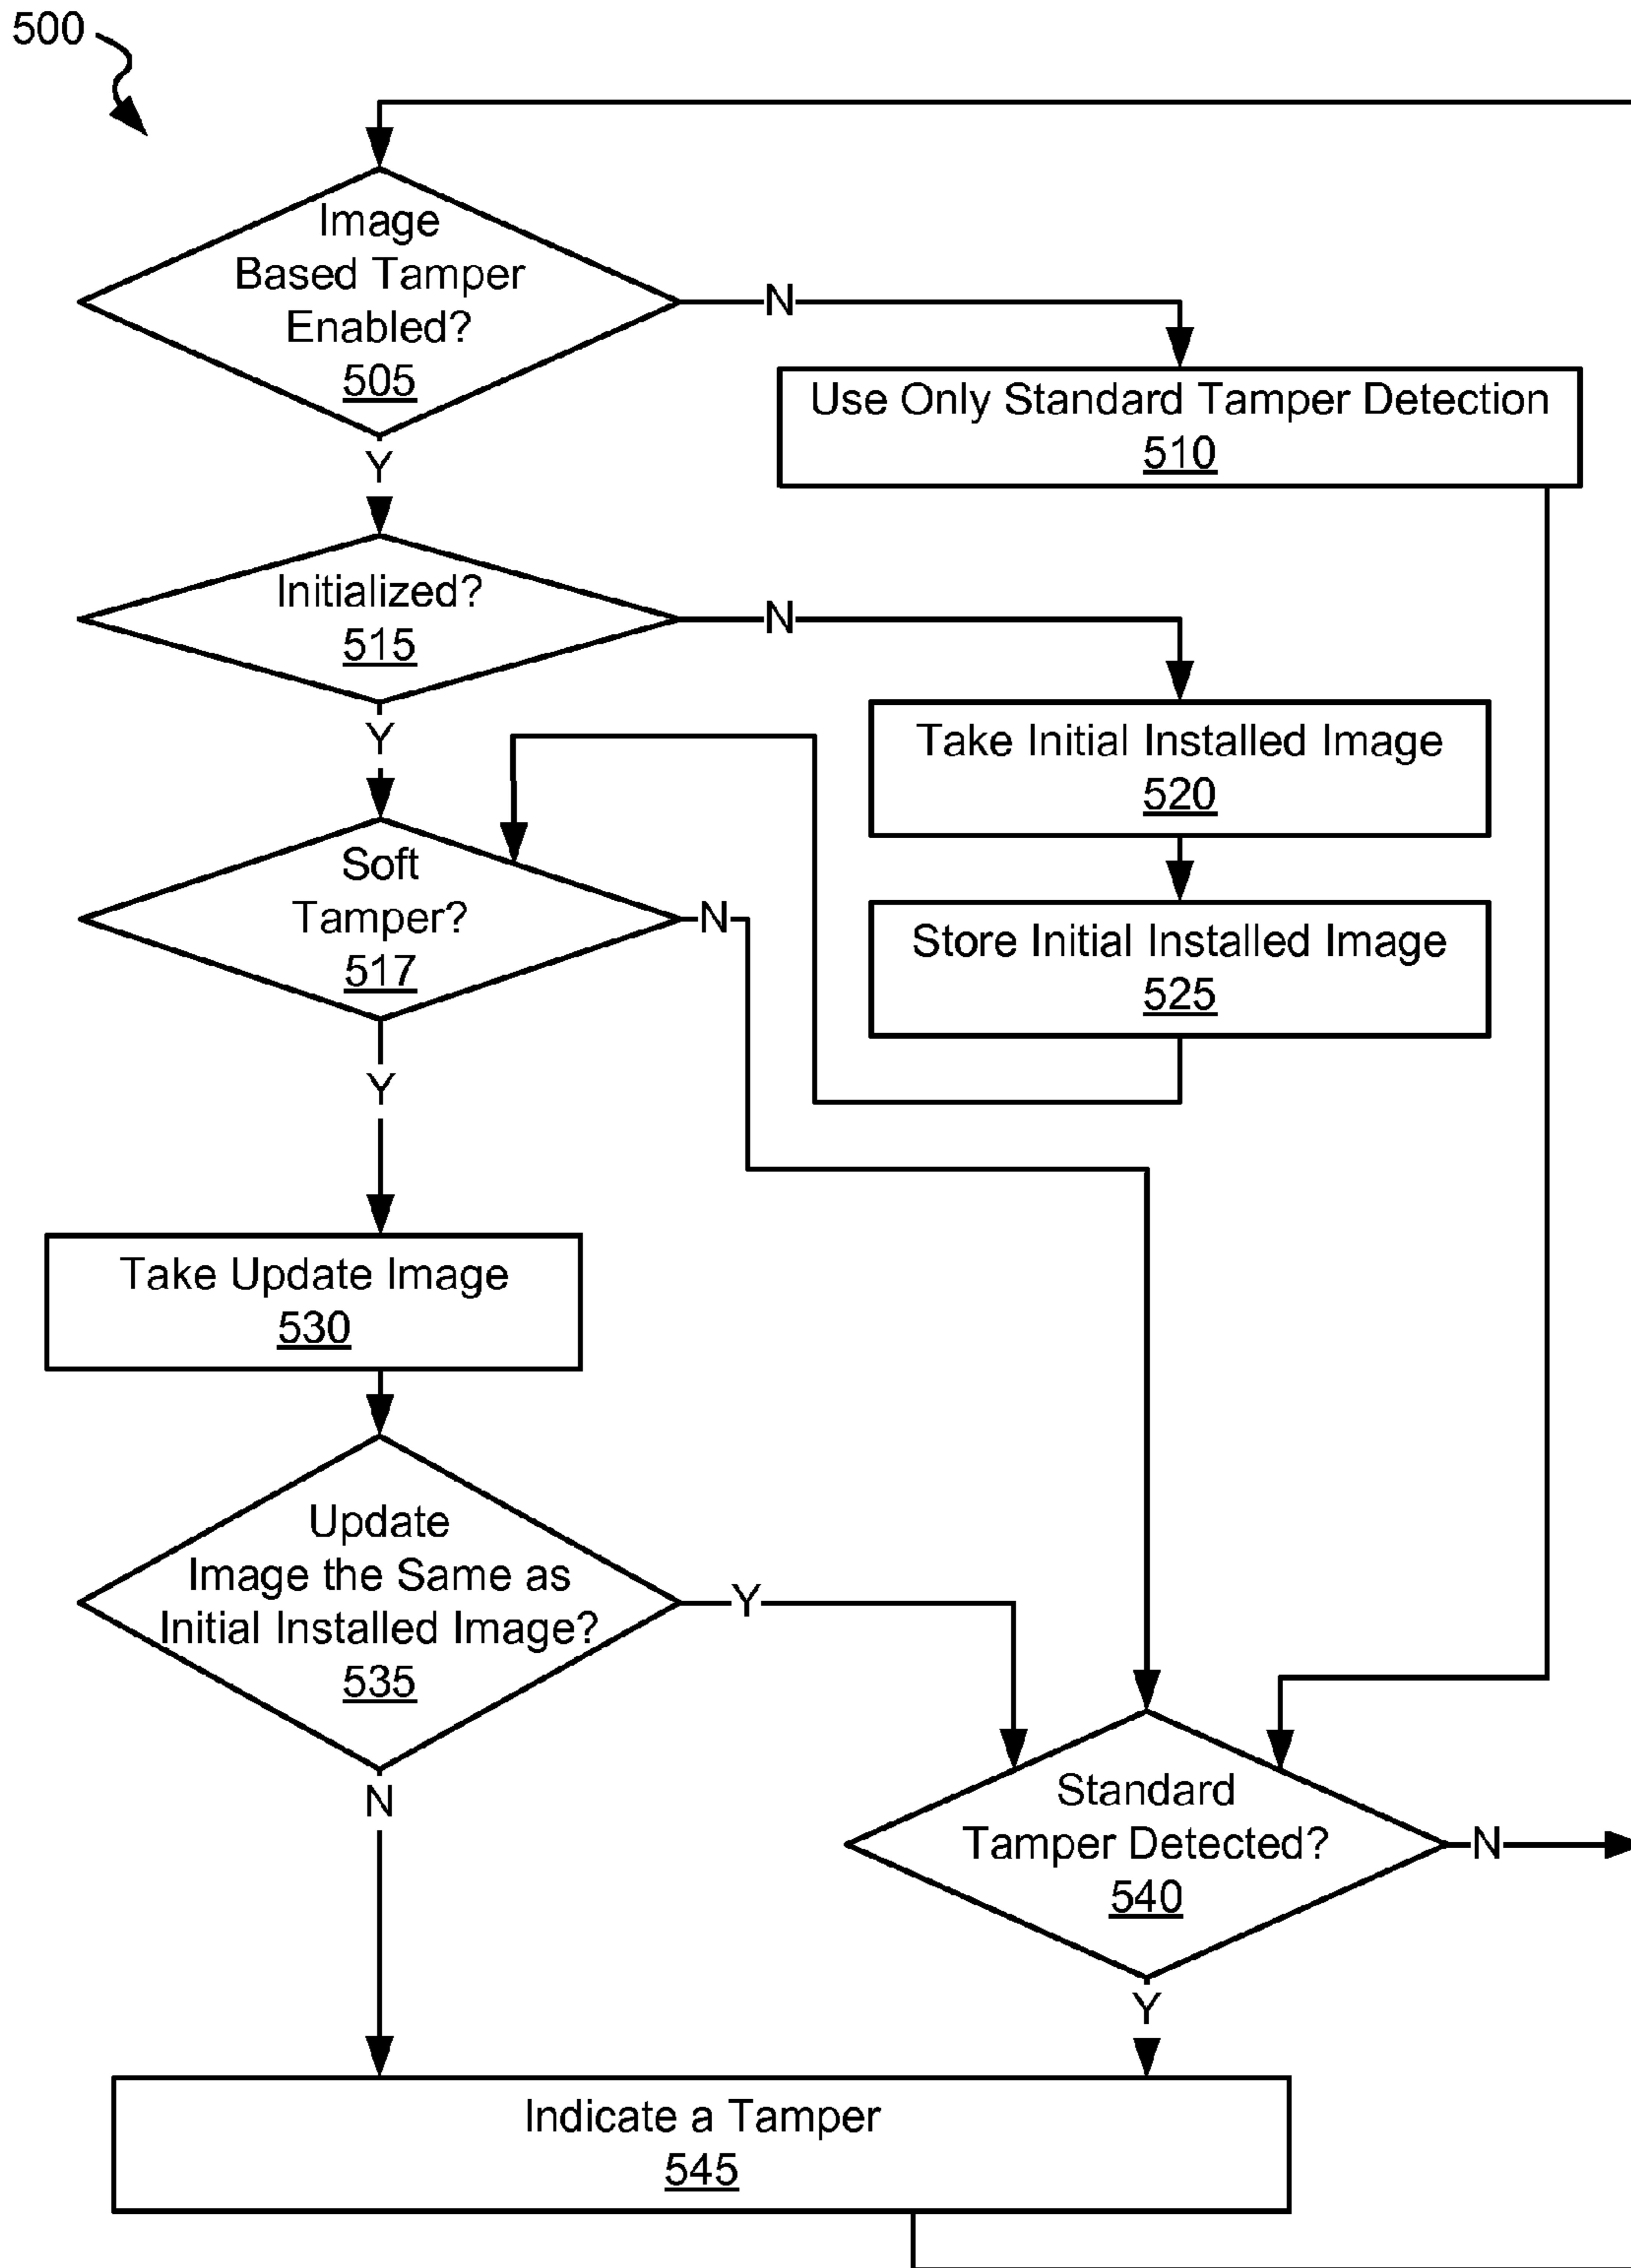 500
Image
Based Tamper
Enabled?
505
N
Use Only Standard Tamper Detection
510
Y
Initialized?
515
N
Take Initial Installed Image
520
Y
Soft
Tamper?
517
N
Store Initial Installed Image
525
Y
Take Update Image
530
Update
Image the Same as
Initial Installed Image?
535
Y
N
Standard
Tamper Detected?
540
N
Y
Indicate a Tamper
545